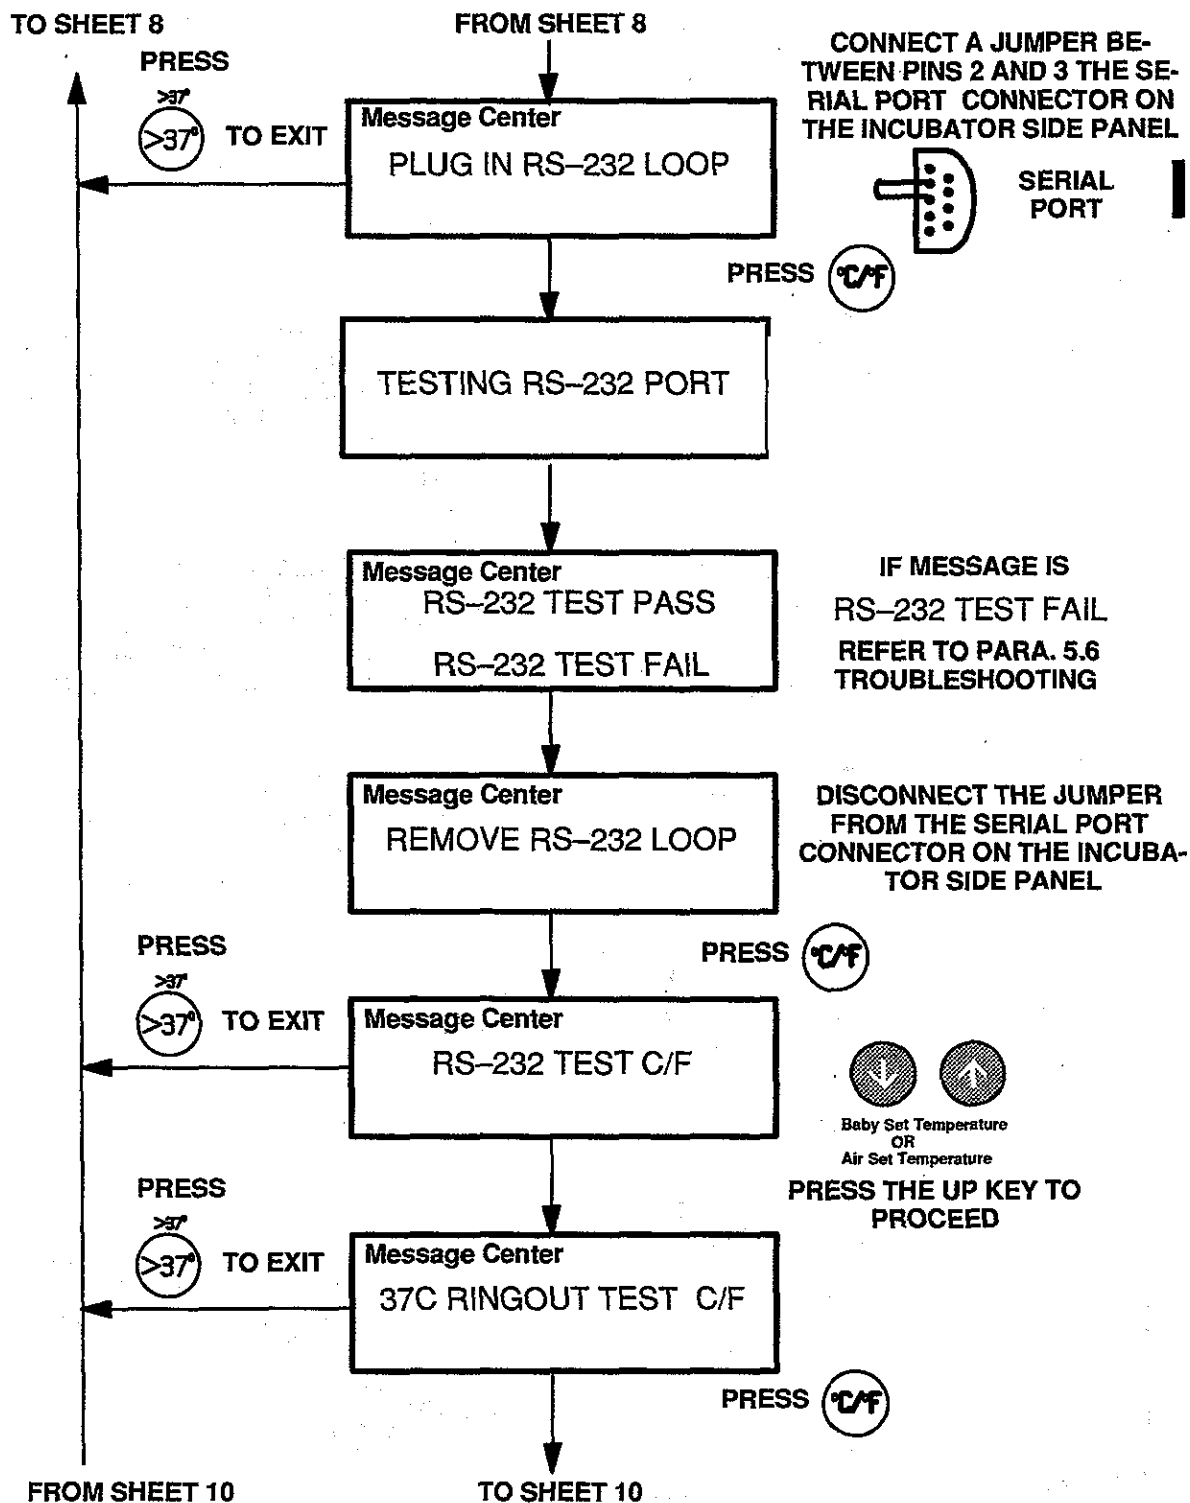 TO SHEET 8
FROM SHEET 8
PRESS
>37°
>37° TO EXIT
Message Center
PLUG IN RS–232 LOOP
CONNECT A JUMPER BE-
TWEEN PINS 2 AND 3 THE SE-
RIAL PORT CONNECTOR ON
THE INCUBATOR SIDE PANEL
SERIAL
PORT
PRESS °C/°F
TESTING RS–232 PORT
Message Center
RS–232 TEST PASS
RS–232 TEST FAIL
IF MESSAGE IS
RS–232 TEST FAIL
REFER TO PARA. 5.6
TROUBLESHOOTING
Message Center
REMOVE RS–232 LOOP
DISCONNECT THE JUMPER
FROM THE SERIAL PORT
CONNECTOR ON THE INCUBA-
TOR SIDE PANEL
PRESS °C/°F
PRESS
>37°
>37° TO EXIT
Message Center
RS–232 TEST C/F
Baby Set Temperature
OR
Air Set Temperature
PRESS THE UP KEY TO
PROCEED
PRESS
>37°
>37° TO EXIT
Message Center
37C RINGOUT TEST C/F
PRESS °C/°F
FROM SHEET 10
TO SHEET 10